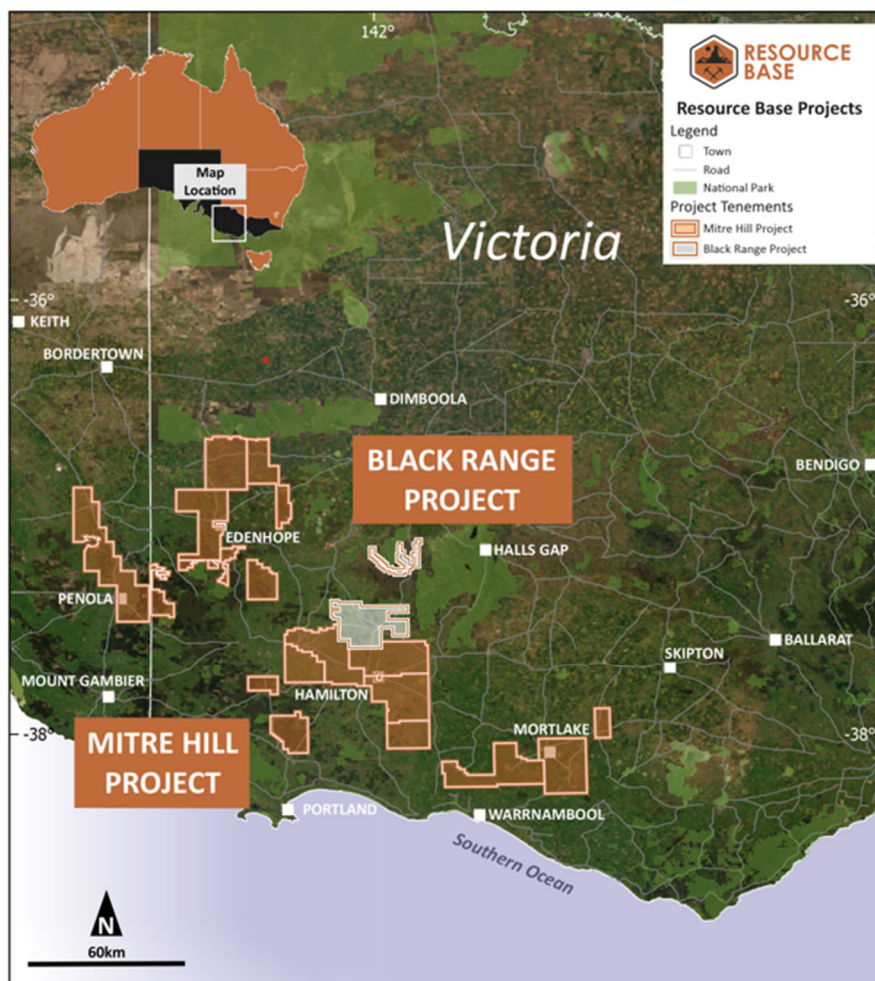 142°
RESOURCE
BASE
Resource Base Projects
Legend
Town
Road
National Park
Project Tenements
Mitre Hill Project
Black Range Project
Map
Location
Victoria
-36°
-36°
KEITH
BORDERTOWN
DIMBOOLA
BLACK RANGE
PROJECT
BENDIGO
EDENHOPE
HALLS GAP
PENOLA
BALLARAT
SKIPTON
MOUNT GAMBIER
HAMILTON
MORTLAKE
-38°
-38°
MITRE HILL
PROJECT
PORTLAND
WARRNAMBOOL
Southern Ocean
N
60km